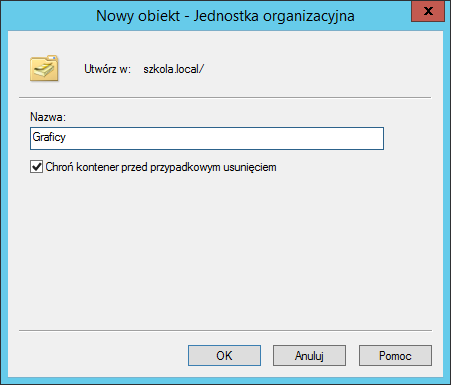 Nowy obiekt - Jednostka organizacyjna
x
Utwórz w: szkola.local/
Nazwa:
Graficy
Chroń kontener przed przypadkowym usunięciem
OK Anuluj Pomoc